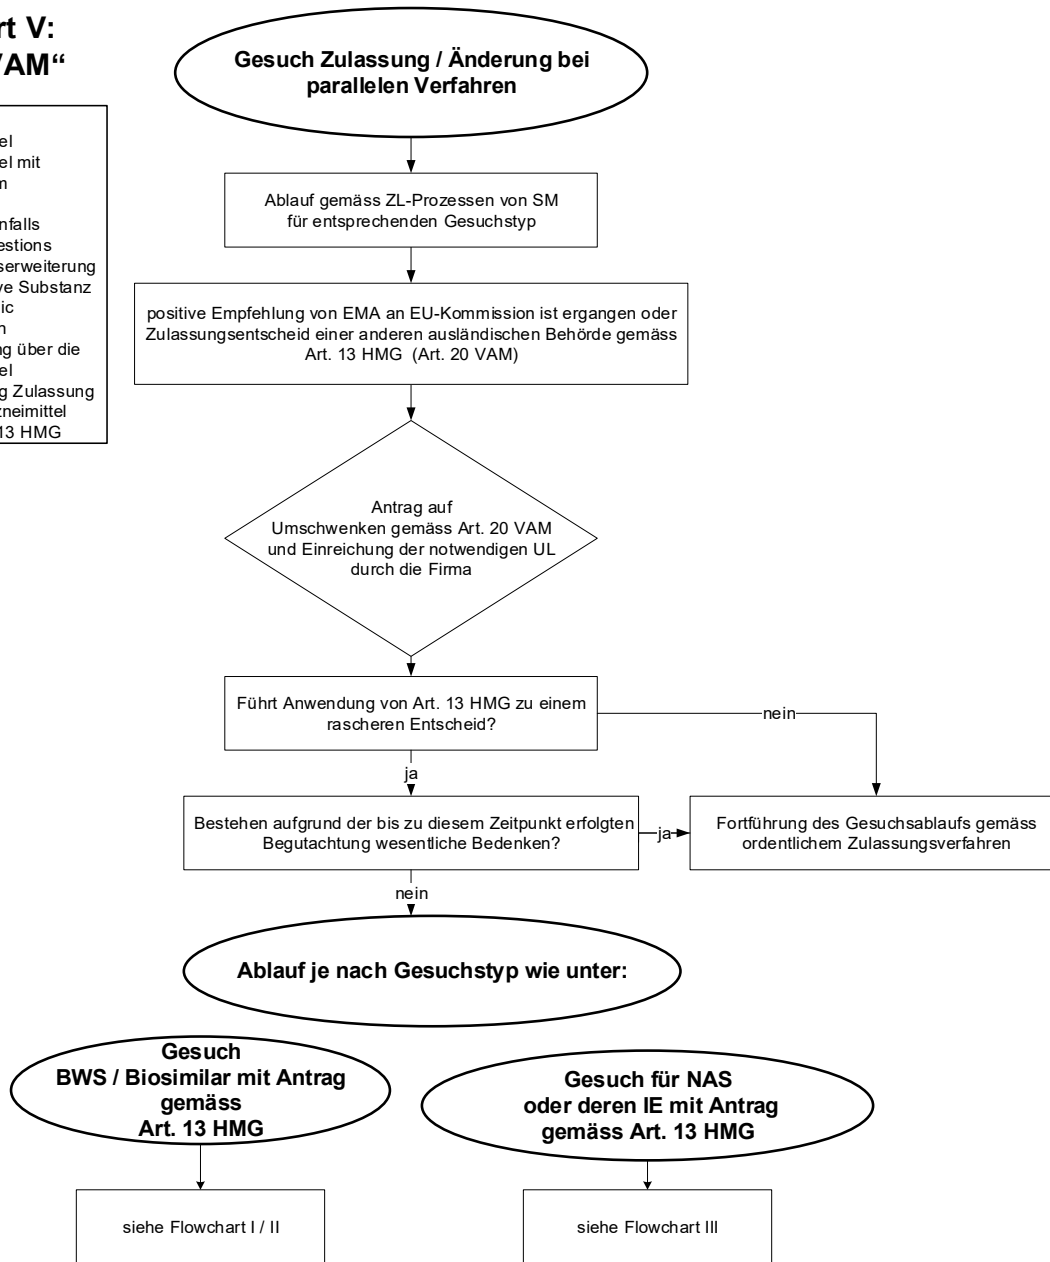 rt V:
VAM“
el
el mit
n
nfalls
estions
serweiterung
ve Substanz
ic
n
ng über die
el
g Zulassung
zneimittel
13 HMG
Gesuch Zulassung / Änderung bei
parallelen Verfahren
Ablauf gemäss ZL-Prozessen von SM
für entsprechenden Gesuchstyp
positive Empfehlung von EMA an EU-Kommission ist ergangen oder
Zulassungsentscheid einer anderen ausländischen Behörde gemäss
Art. 13 HMG (Art. 20 VAM)
Antrag auf
Umschwenken gemäss Art. 20 VAM
und Einreichung der notwendigen UL
durch die Firma
Führt Anwendung von Art. 13 HMG zu einem
rascheren Entscheid?
nein
ja
Bestehen aufgrund der bis zu diesem Zeitpunkt erfolgten
Begutachtung wesentliche Bedenken?
ja
Fortführung des Gesuchsablaufs gemäss
ordentlichem Zulassungsverfahren
nein
Ablauf je nach Gesuchstyp wie unter:
Gesuch
BWS / Biosimilar mit Antrag
gemäss
Art. 13 HMG
Gesuch für NAS
oder deren IE mit Antrag
gemäss Art. 13 HMG
siehe Flowchart I / II
siehe Flowchart III